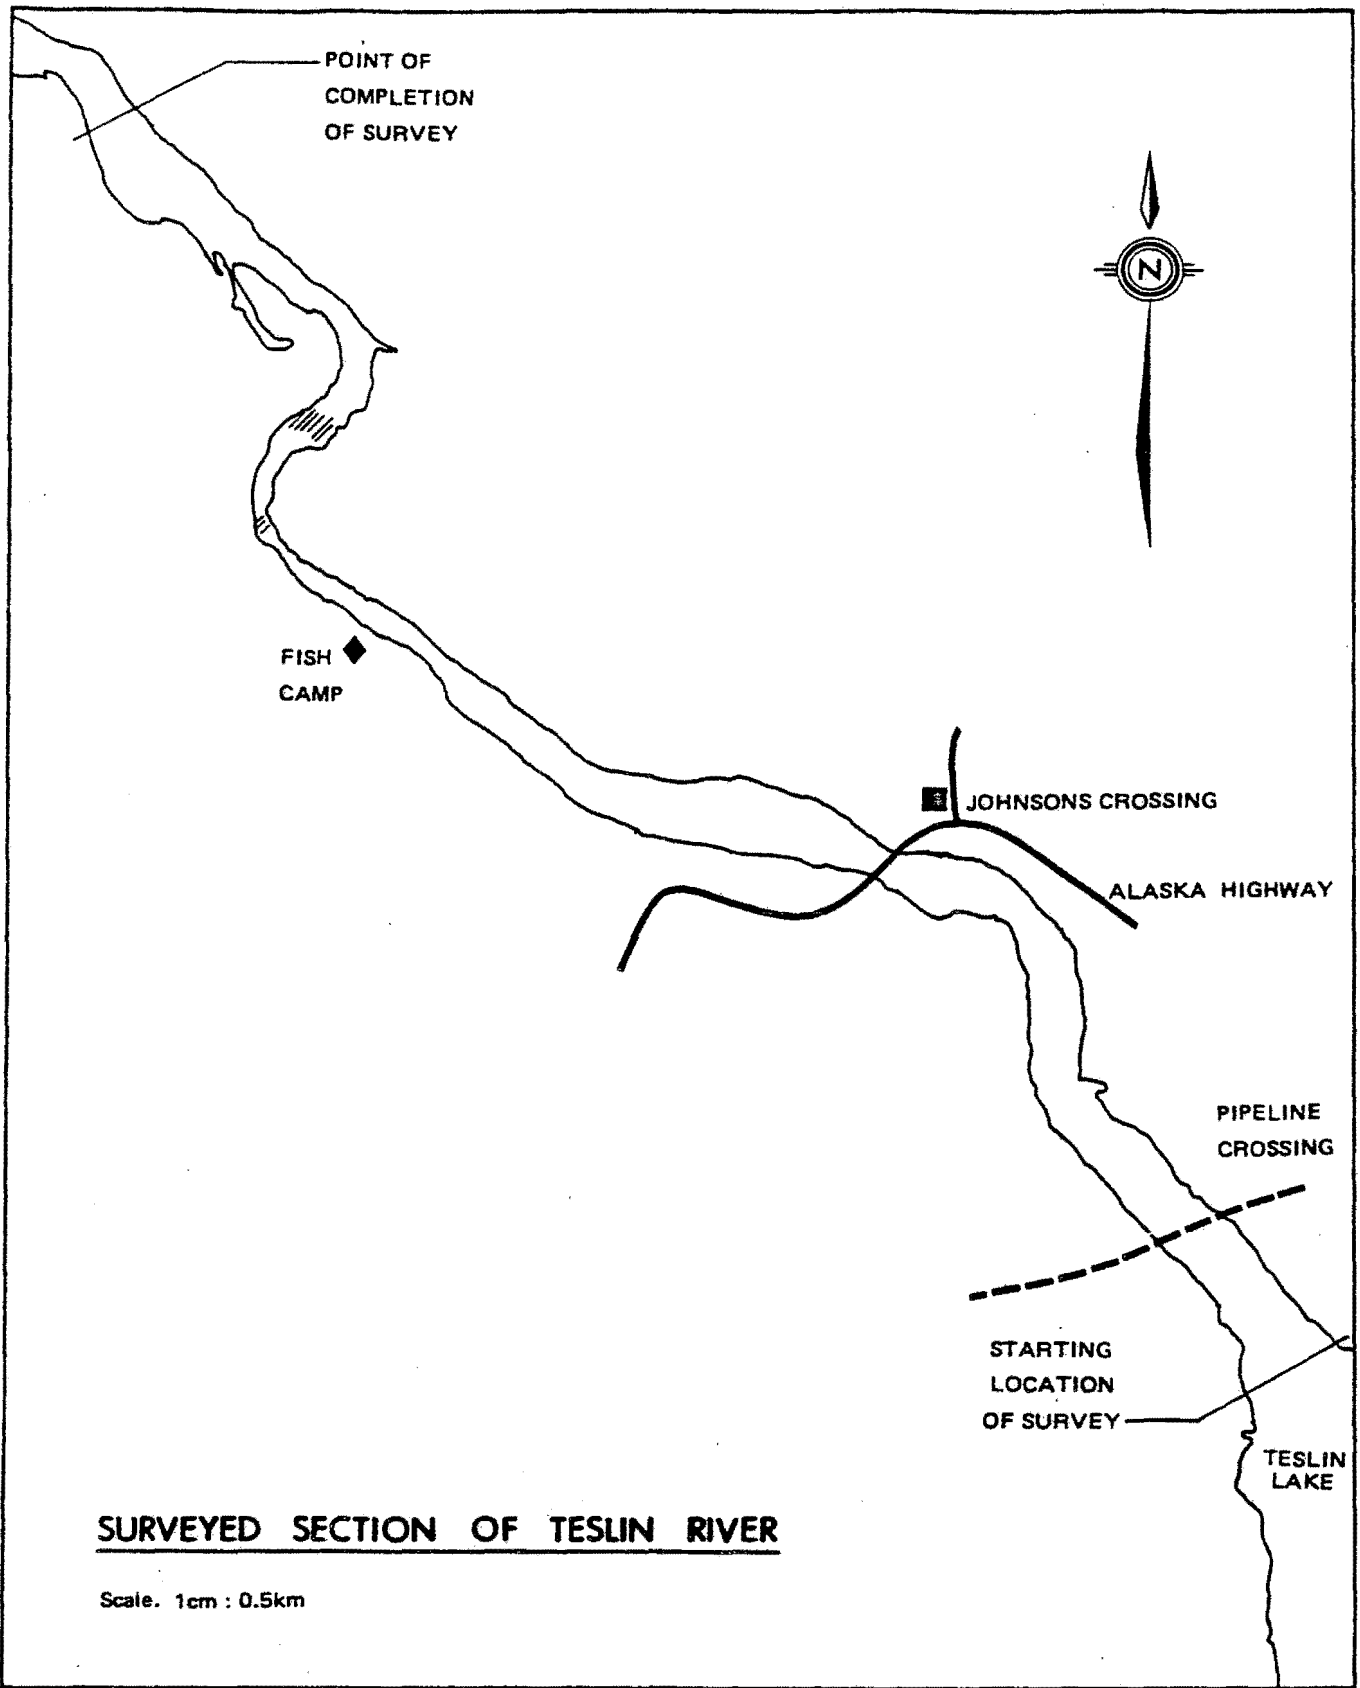 POINT OF
COMPLETION
OF SURVEY
N
FISH
CAMP
JOHNSONS CROSSING
ALASKA HIGHWAY
PIPELINE
CROSSING
STARTING
LOCATION
OF SURVEY
TESLIN
LAKE
SURVEYED SECTION OF TESLIN RIVER
Scale. 1cm : 0.5km